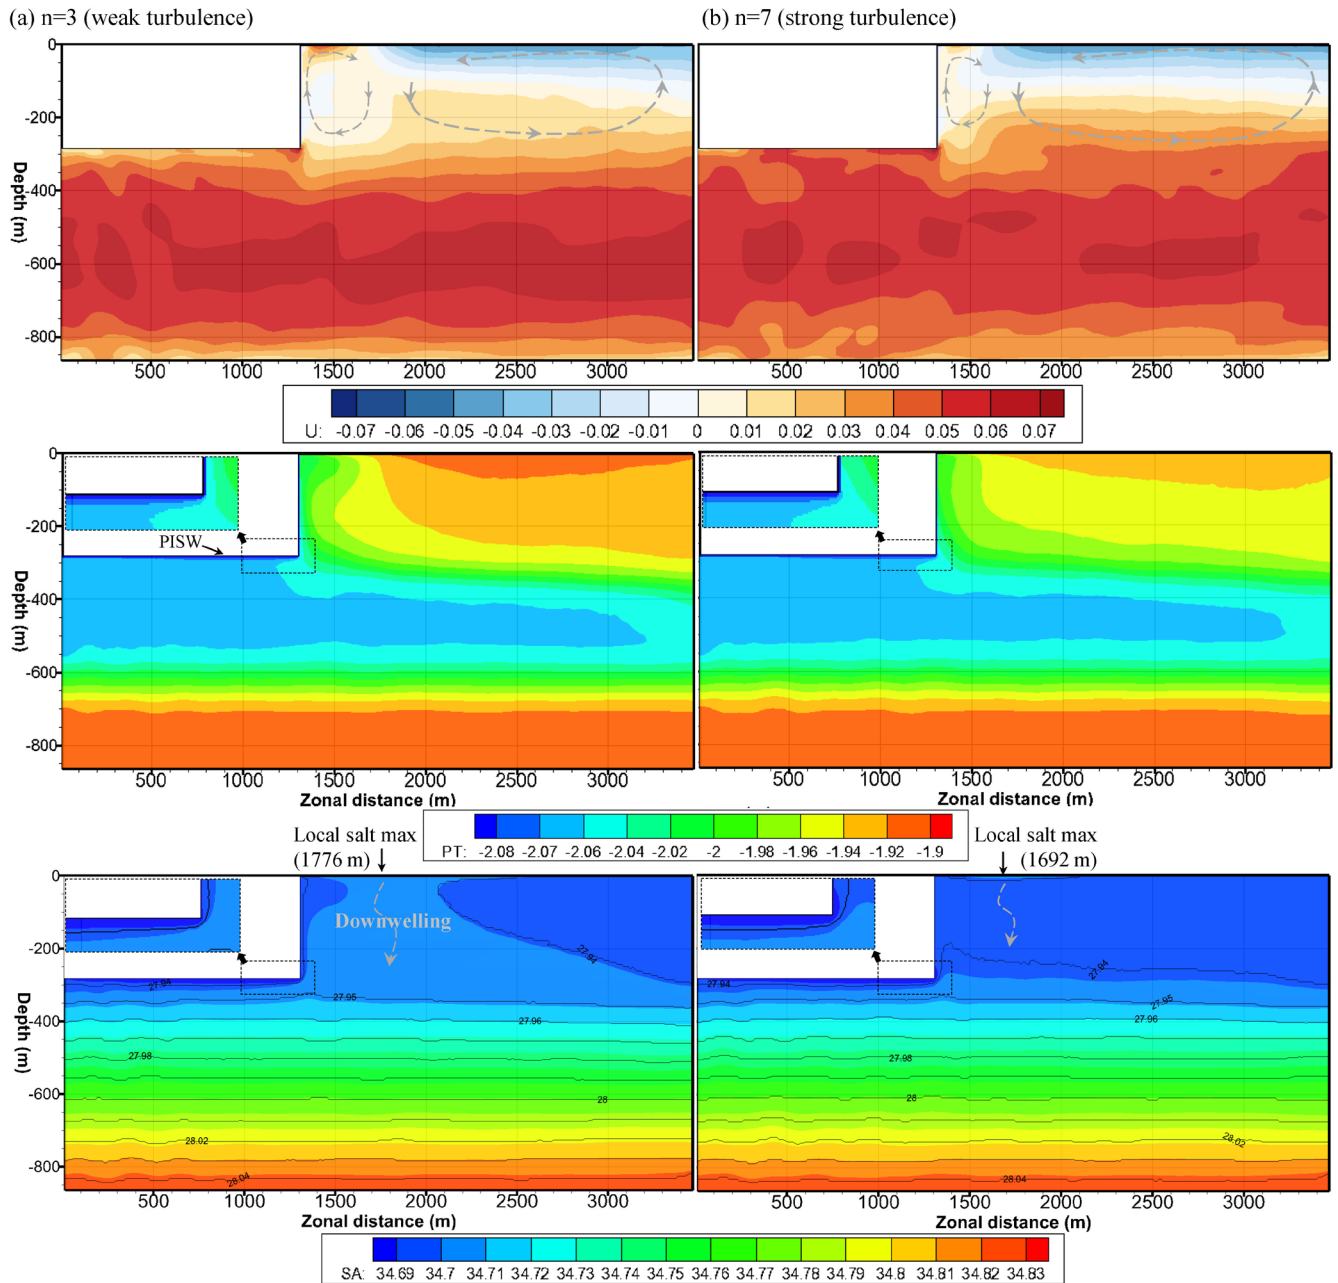 (a) n=3 (weak turbulence)
(b) n=7 (strong turbulence)
0
-200
-400
-600
-800
Depth (m)
500 1000 1500 2000 2500 3000
500 1000 1500 2000 2500 3000
U: -0.07 -0.06 -0.05 -0.04 -0.03 -0.02 -0.01 0 0.01 0.02 0.03 0.04 0.05 0.06 0.07
0
-200
-400
-600
-800
Depth (m)
PISW
500 1000 1500 2000 2500 3000
Zonal distance (m)
500 1000 1500 2000 2500 3000
Zonal distance (m)
PT: -2.08 -2.07 -2.06 -2.04 -2.02 -2 -1.98 -1.96 -1.94 -1.92 -1.9
Local salt max
(1776 m)
Local salt max
(1692 m)
0
-200
-400
-600
-800
Depth (m)
Downwelling
27.94
27.94
27.95
27.96
27.98
28
28.02
28.04
27.94
27.94
27.95
27.96
27.98
28
28.02
28.04
500 1000 1500 2000 2500 3000
Zonal distance (m)
500 1000 1500 2000 2500 3000
Zonal distance (m)
SA: 34.69 34.7 34.71 34.72 34.73 34.74 34.75 34.76 34.77 34.78 34.79 34.8 34.81 34.82 34.83